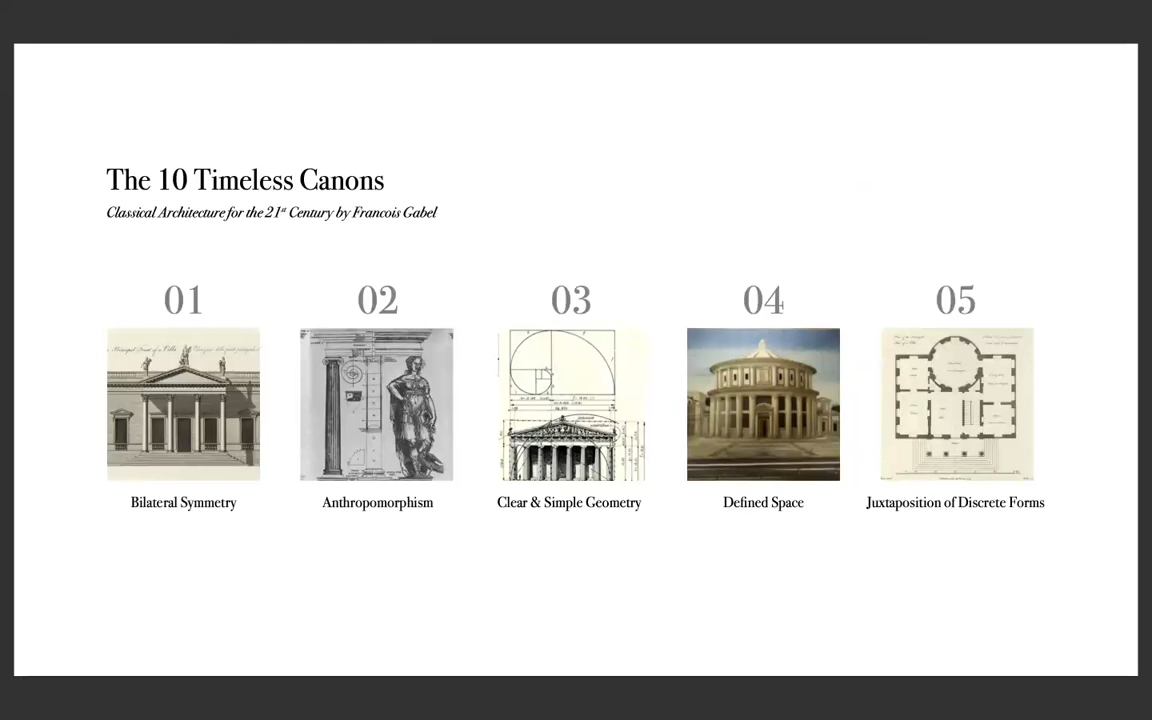 The 10 Timeless Canons
Classical Architecture for the 21st Century by Francois Gabel
01
02
03
04
05
Bilateral Symmetry
Anthropomorphism
Clear & Simple Geometry
Defined Space
Juxtaposition of Discrete Forms